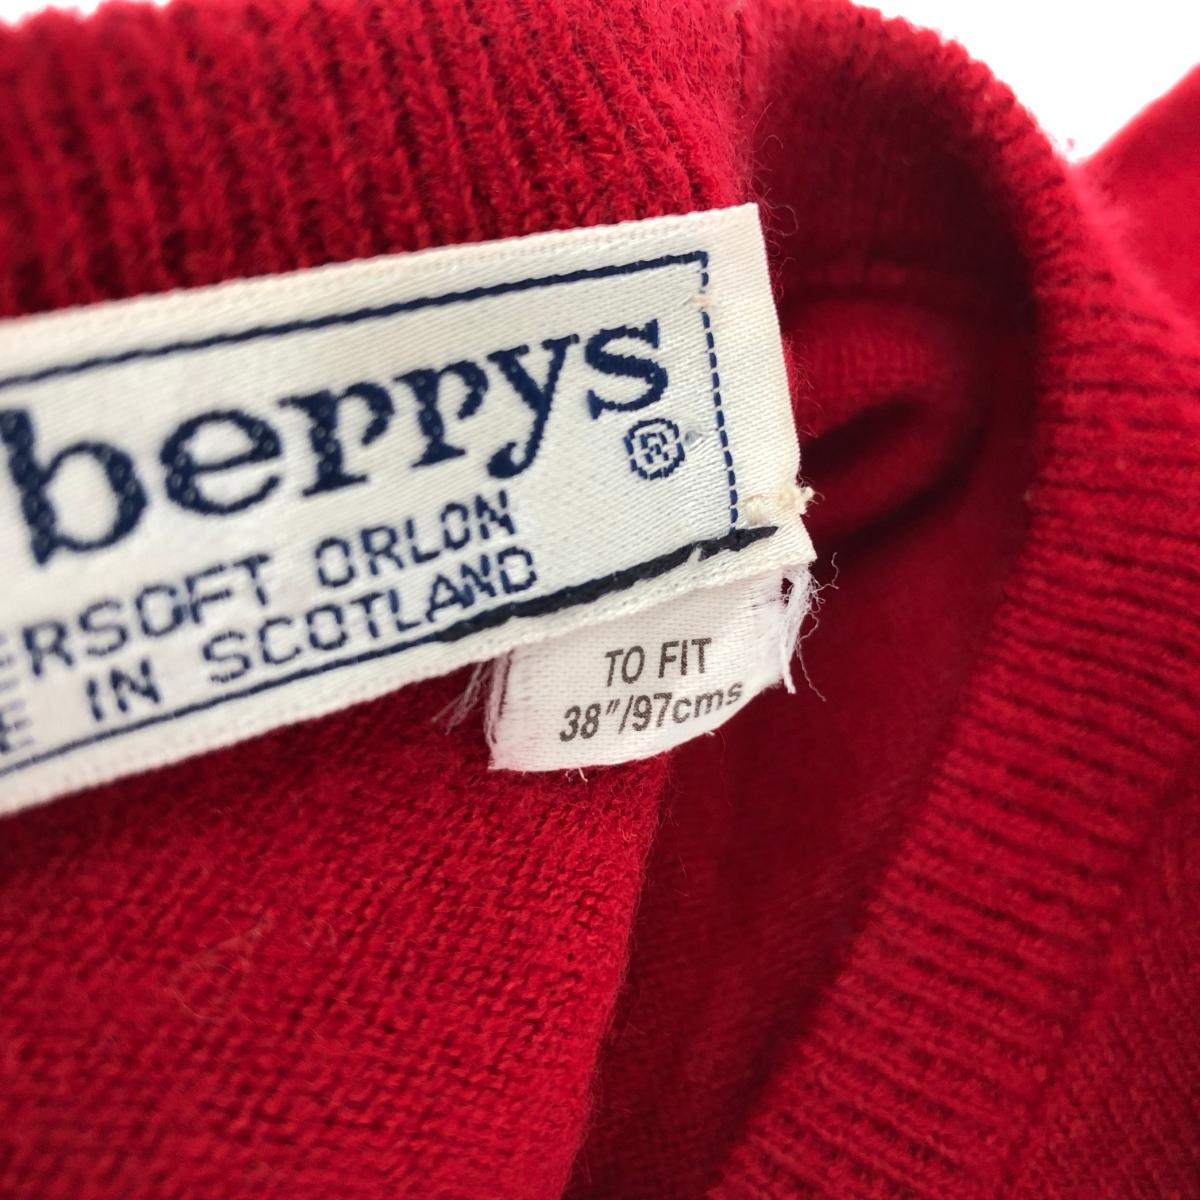 berrys ®
ERSOFT ORLON
E IN SCOTLAND
TO FIT
38"/97cms